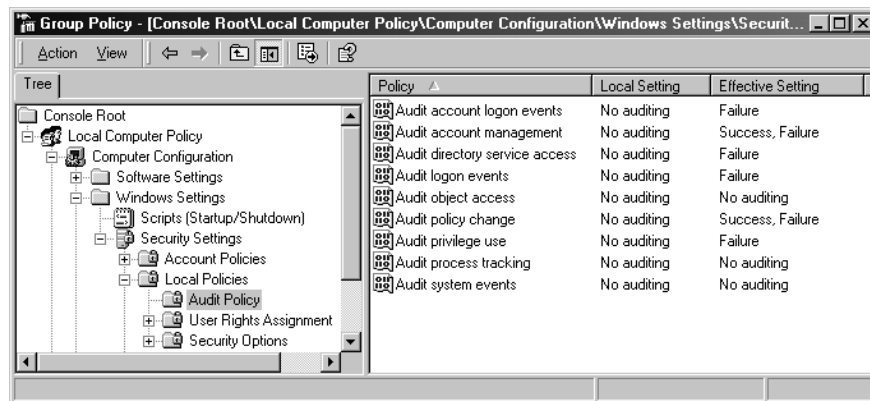 Group Policy - [Console Root\Local Computer Policy\Computer Configuration\Windows Settings\Securit...
Action View
Tree
Console Root
Local Computer Policy
Computer Configuration
Software Settings
Windows Settings
Scripts (Startup/Shutdown)
Security Settings
Account Policies
Local Policies
Audit Policy
User Rights Assignment
Security Options
Policy Local Setting Effective Setting
Audit account logon events No auditing Failure
Audit account management No auditing Success, Failure
Audit directory service access No auditing Failure
Audit logon events No auditing Failure
Audit object access No auditing No auditing
Audit policy change No auditing Success, Failure
Audit privilege use No auditing Failure
Audit process tracking No auditing No auditing
Audit system events No auditing No auditing